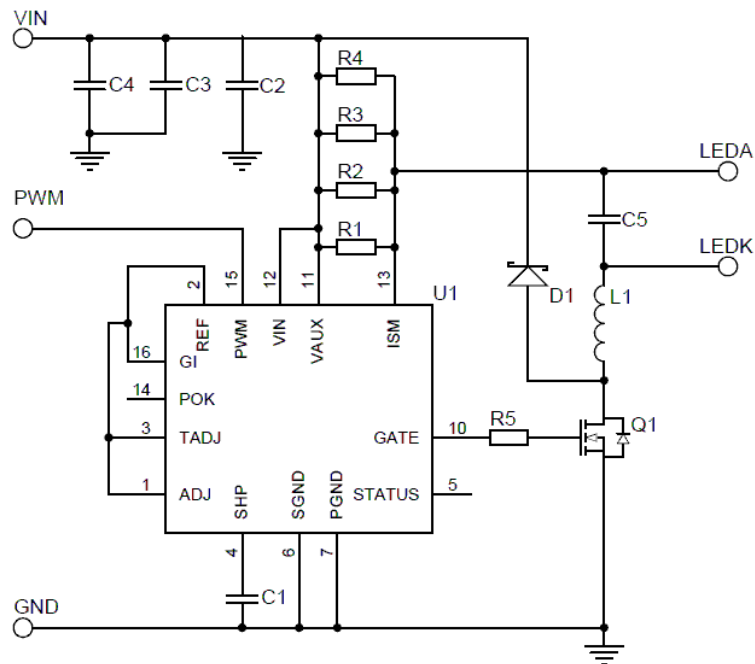 VIN
R4
C4
C3
C2
R3
LEDA
R2
PWM
C5
R1
LEDK
2
15
12
11
13
U1
D1
L1
REF
PWM
VIN
VAUX
ISM
16
GI
14
POK
3
TADJ
GATE
10
R5
Q1
1
ADJ
SHP
SGND
PGND
STATUS
5
4
6
7
C1
GND